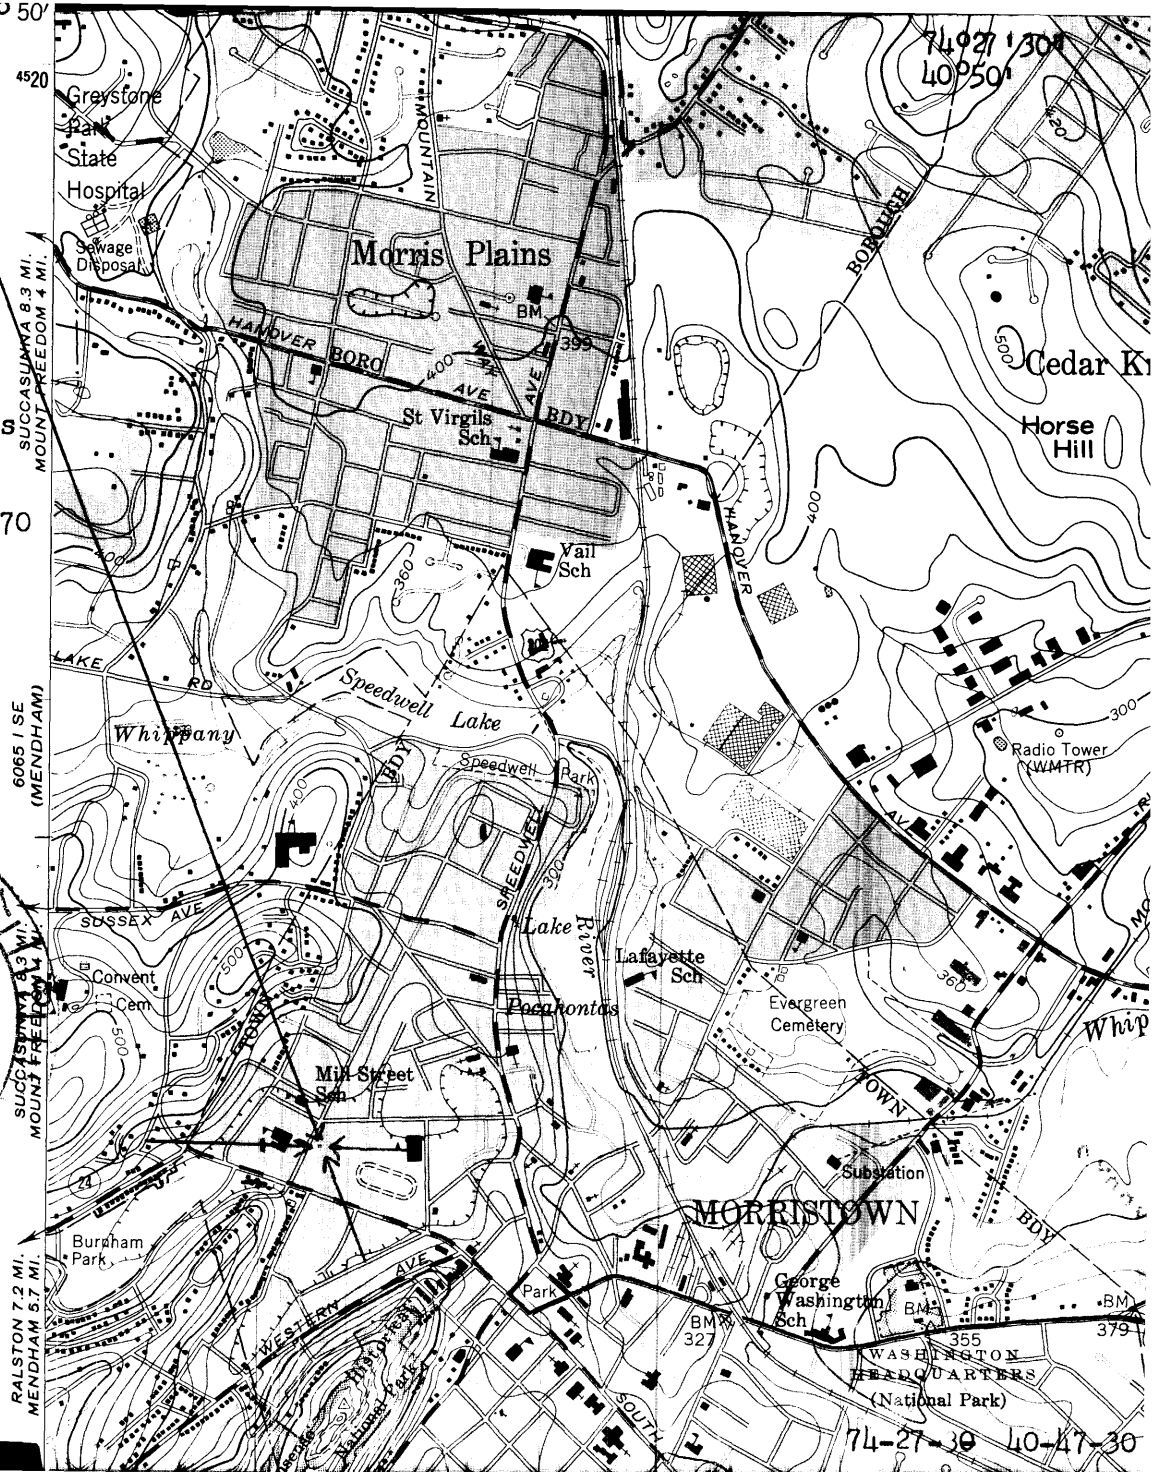 50'
74°27'30"
40°50'
4520
Greystone
Park
State
Hospital
Sewage
Disposal
MOUNTAIN
BOROUGH
420
Morris Plains
BM
399
SUCCASUNNA 8.3 MI.
MOUNT FREEDOM 4 MI.
HANOVER
BORO
400
AVE
AVE
BDY
500
Cedar K
Horse
Hill
St Virgils
Sch
S
400
HANOVER
70
400
360
Vail
Sch
LAKE
RD
Speedwell Lake
6065 I SE
(MENDHAM)
Whippany
BDY
Speedwell Park
300
Radio Tower
(WMTR)
400
SPEEDWELL
AV
300
SUSSEX AVE
Lake
River
Lafayette
Sch
500
Convent
Cem
Pocahontas
360
Evergreen
Cemetery
Whip
500
TOWN
SUCCASUNNA 8.3 MI.
MOUNT FREEDOM 4 MI.
Mill Street
Sch
TOWN
24
Substation
MORRISTOWN
BDY
Burnham
Park
AVE
WESTERN
Park
George
Washington
Sch
BM
327
BM
355
BM
379
RALSTON 7.2 MI.
MENDHAM 5.7 MI.
Historical
National Park
WASHINGTON
HEADQUARTERS
(National Park)
SOUTH
74-27-30 40-47-30